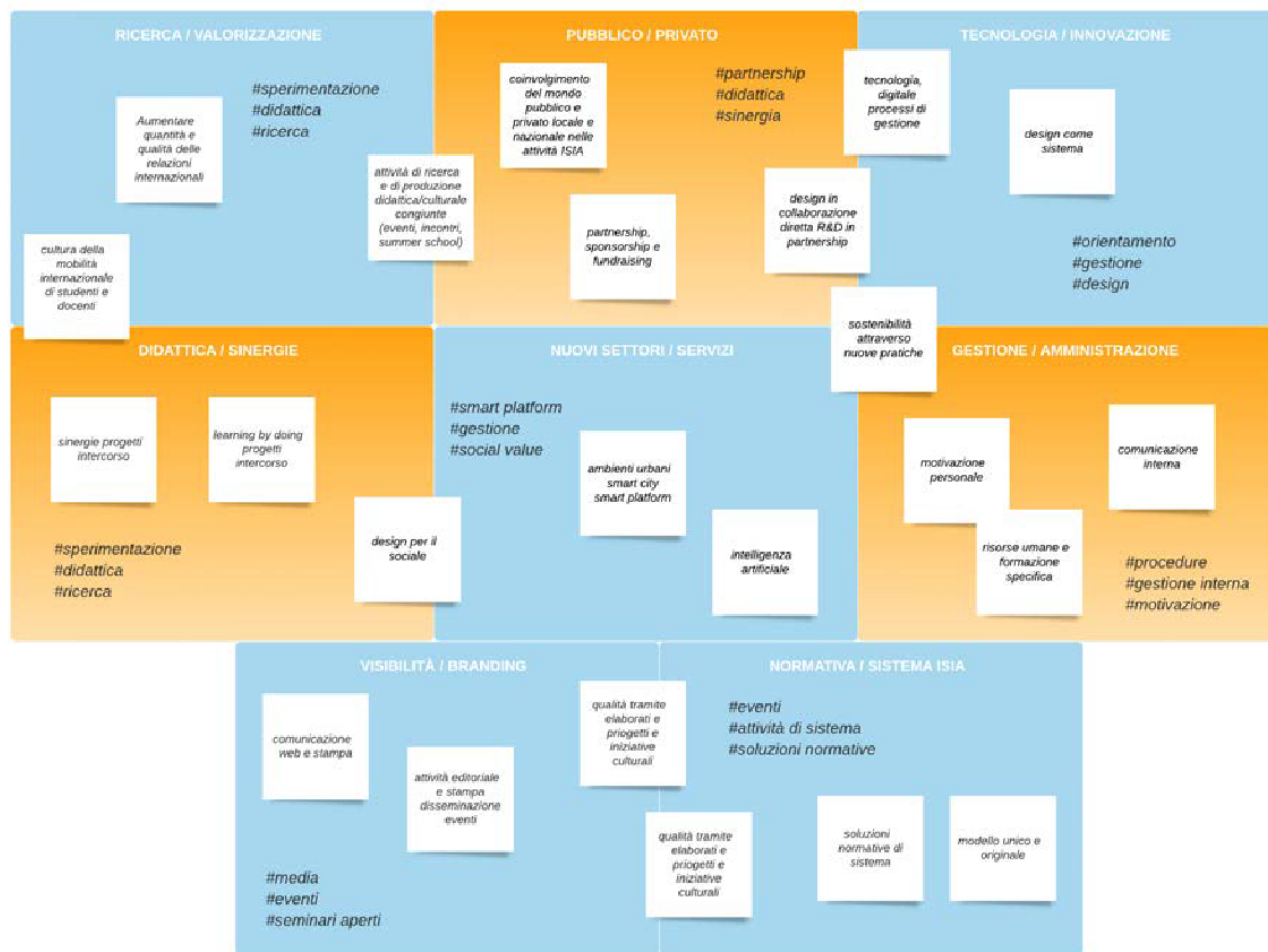 RICERCA / VALORIZZAZIONE
#sperimentazione
#didattica
#ricerca
Aumentare
quantità e
qualità delle
relazioni
internazionali
cultura della
mobilità
internazionale
di studenti e
docenti
attività di ricerca
e di produzione
didattica/culturale
congiunte
(eventi, incontri,
summer school)
PUBBLICO / PRIVATO
coinvolgimento
del mondo
pubblico e
privato locale e
nazionale nelle
attività ISIA
#partnership
#didattica
#sinergia
partnership,
sponsorship e
fundraising
design in
collaborazione
diretta R&D in
partnership
TECNOLOGIA / INNOVAZIONE
tecnologia,
digitale
processi di
gestione
design come
sistema
#orientamento
#gestione
#design
sostenibilità
attraverso
nuove pratiche
DIDATTICA / SINERGIE
sinergie progetti
intercorso
learning by doing
progetti
intercorso
design per il
sociale
#sperimentazione
#didattica
#ricerca
NUOVI SETTORI / SERVIZI
#smart platform
#gestione
#social value
ambienti urbani
smart city
smart platform
intelligenza
artificiale
GESTIONE / AMMINISTRAZIONE
motivazione
personale
comunicazione
interna
risorse umane e
formazione
specifica
#procedure
#gestione interna
#motivazione
VISIBILITÀ / BRANDING
comunicazione
web e stampa
attività editoriale
e stampa
disseminazione
eventi
qualità tramite
elaborati e
priogetti e
iniziative
culturali
#media
#eventi
#seminari aperti
NORMATIVA / SISTEMA ISIA
#eventi
#attività di sistema
#soluzioni normative
qualità tramite
elaborati e
priogetti e
iniziative
culturali
soluzioni
normative di
sistema
modello unico e
originale